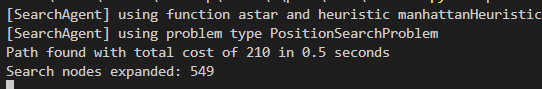 [SearchAgent] using function astar and heuristic manhattanHeuristic
[SearchAgent] using problem type PositionSearchProblem
Path found with total cost of 210 in 0.5 seconds
Search nodes expanded: 549